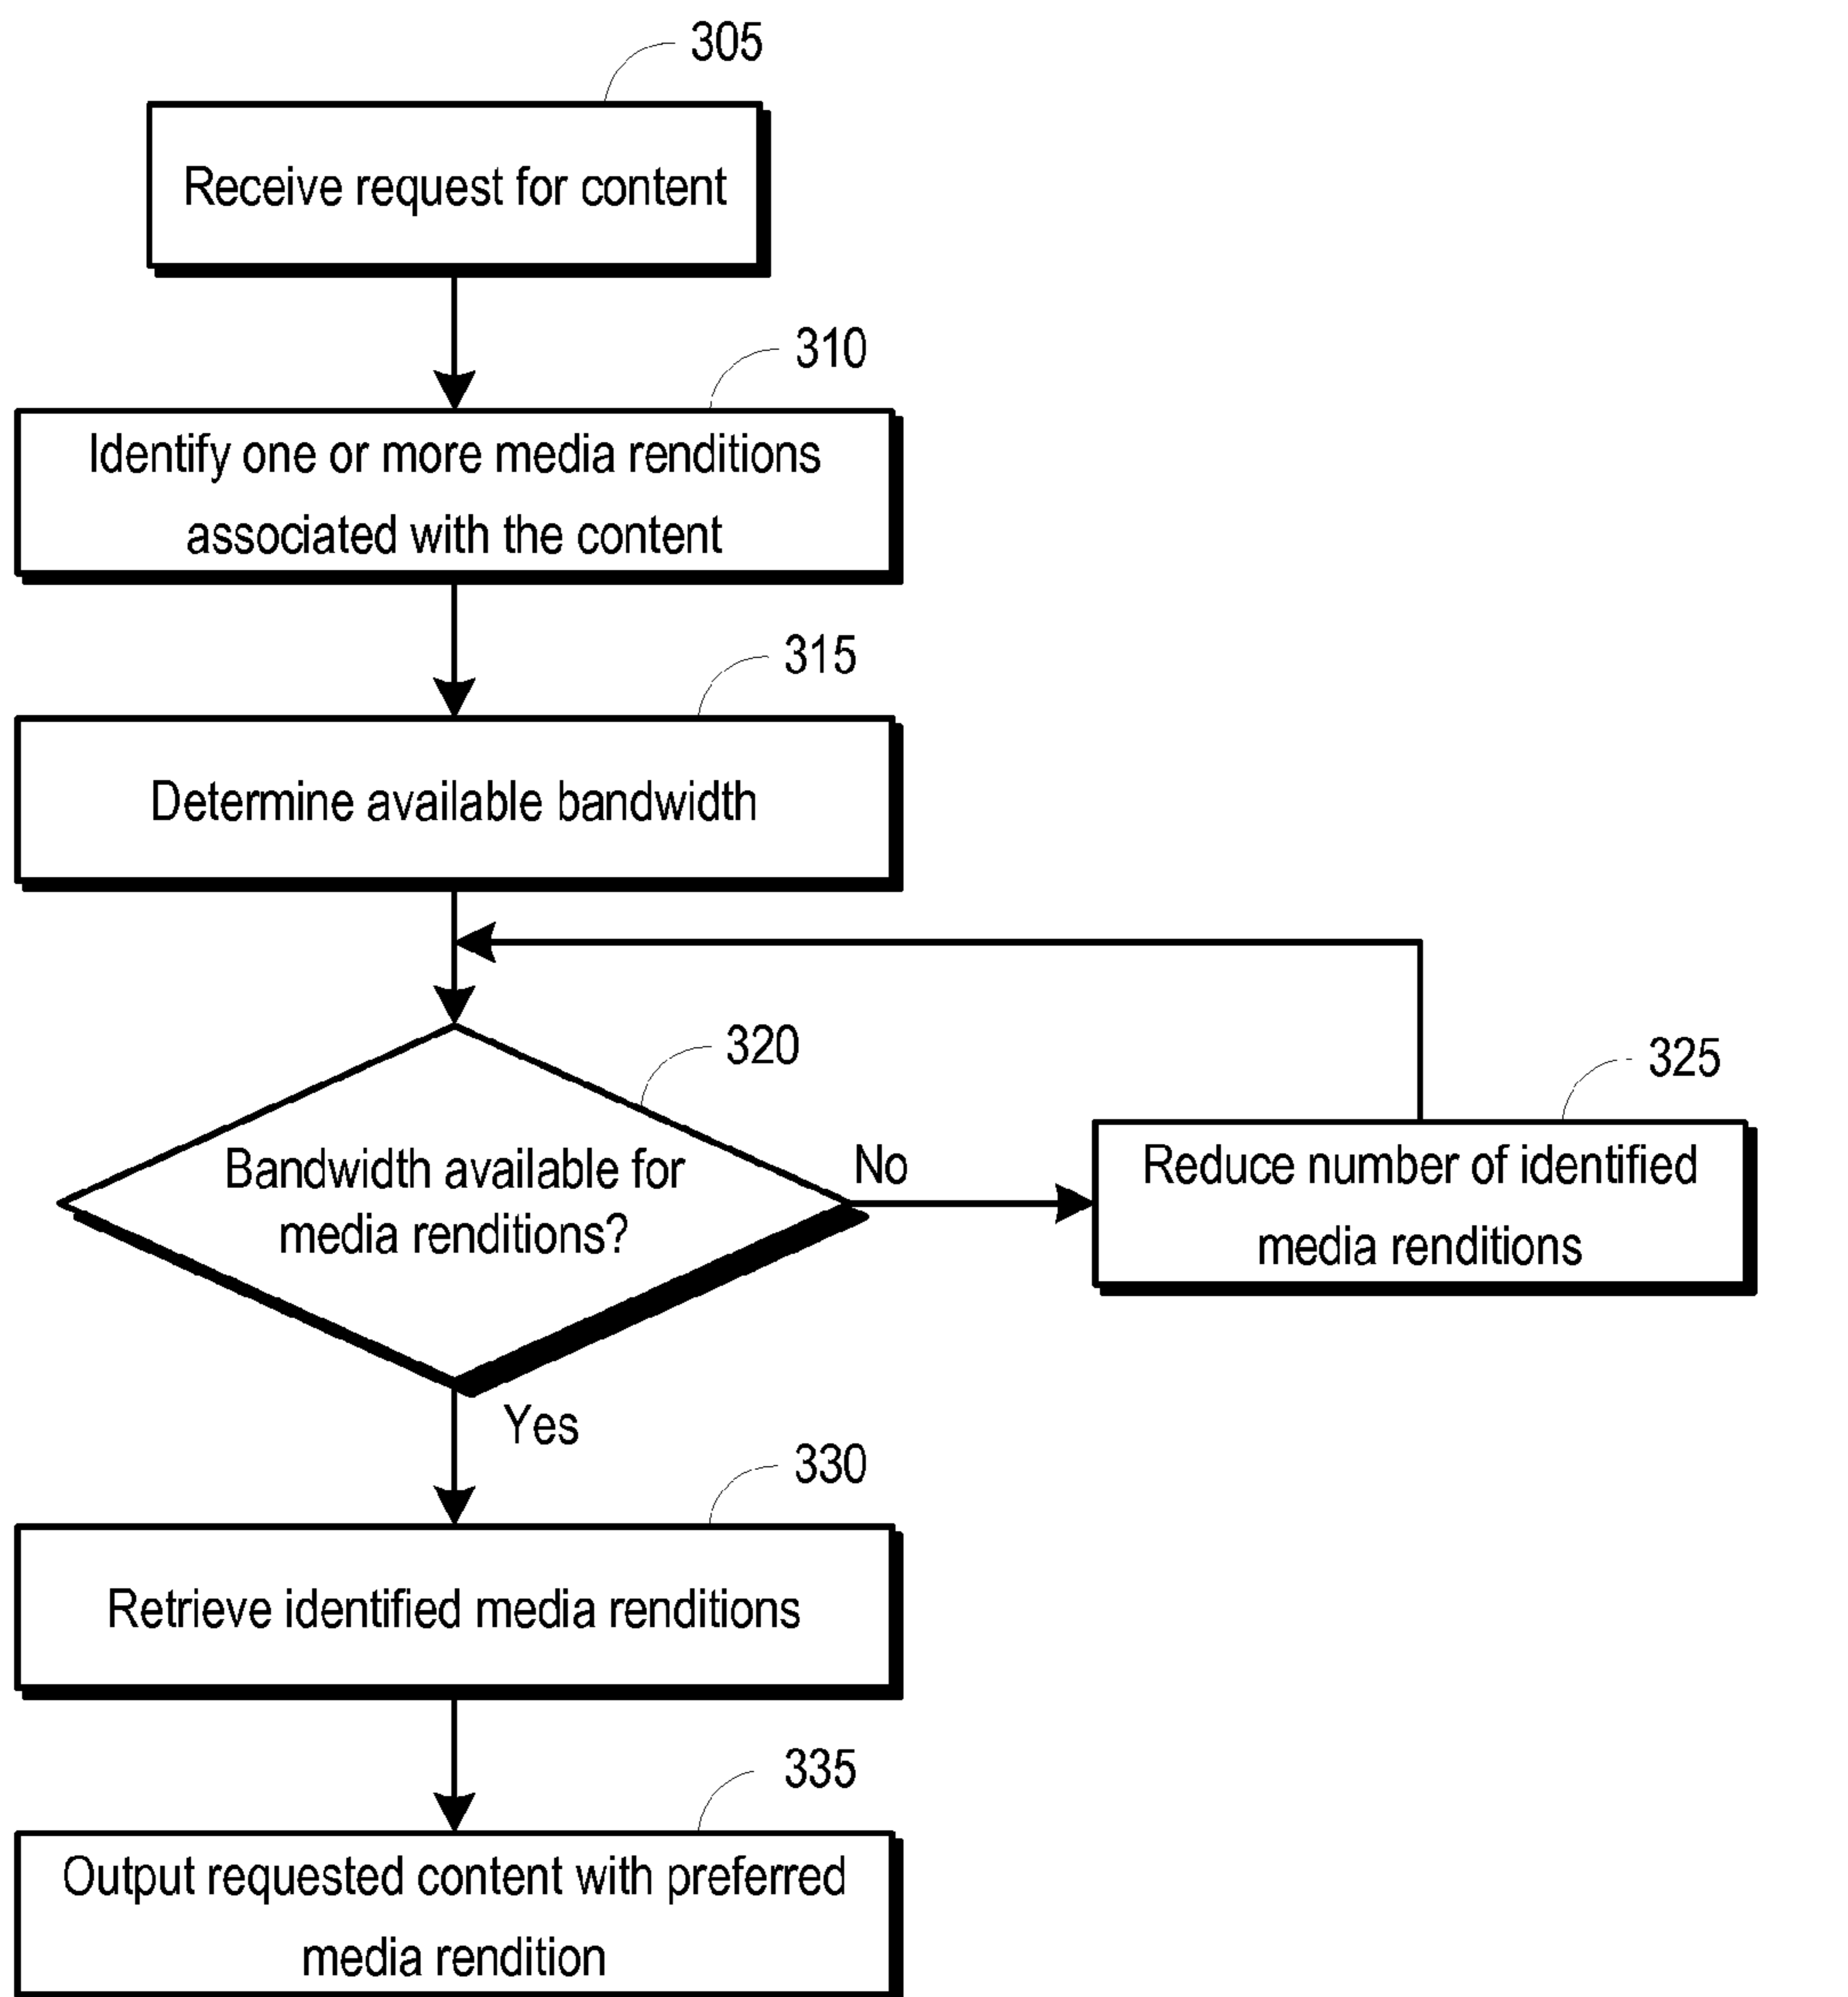 305
Receive request for content
310
Identify one or more media renditions
associated with the content
315
Determine available bandwidth
320
Bandwidth available for
media renditions?
No
325
Reduce number of identified
media renditions
Yes
330
Retrieve identified media renditions
335
Output requested content with preferred
media rendition